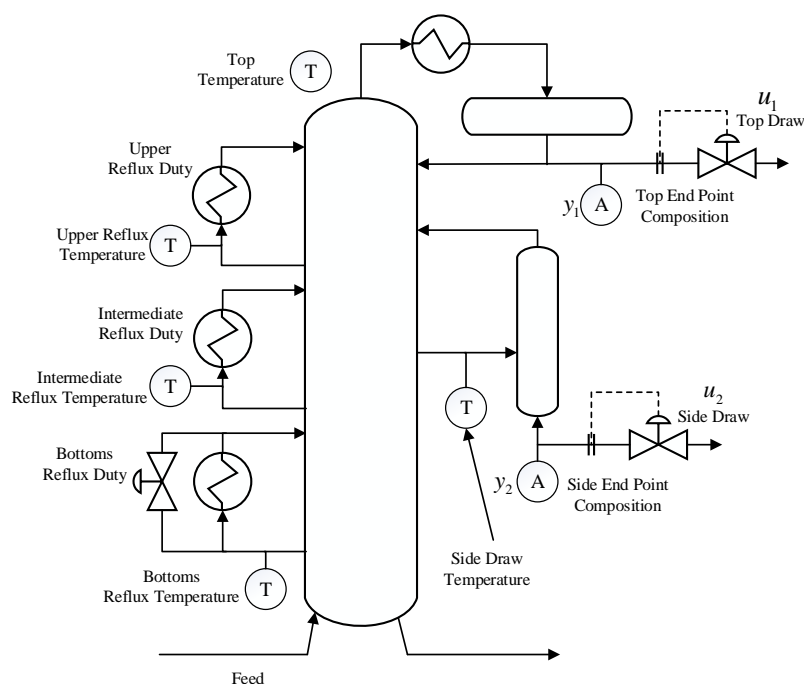 Top
Temperature
T
u1
Top Draw
Upper
Reflux Duty
y1
A
Top End Point
Composition
Upper Reflux
Temperature
T
Intermediate
Reflux Duty
Intermediate
Reflux Temperature
T
T
u2
Side Draw
Bottoms
Reflux Duty
y2
A
Side End Point
Composition
Side Draw
Temperature
Bottoms
Reflux Temperature
T
Feed